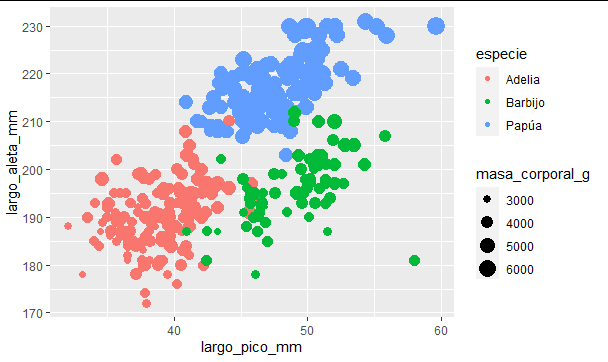 230
220
210
200
190
180
170
largo_aleta_mm
40
50
60
largo_pico_mm
especie
Adelia
Barbijo
Papúa
masa_corporal_g
3000
4000
5000
6000